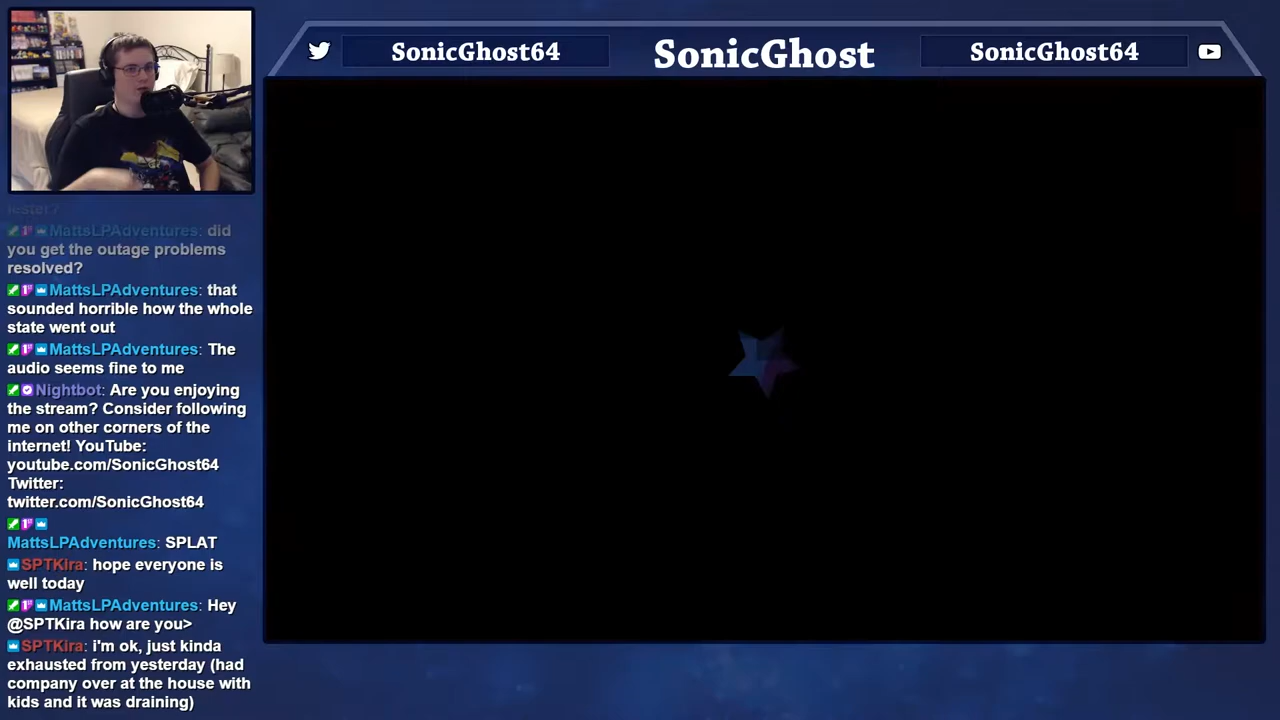 SonicGhost64
SonicGhost
SonicGhost64
MattsLPAdventures: did
you get the outage problems
resolved?
MattsLPAdventures: that
sounded horrible how the whole
state went out
MattsLPAdventures: The
audio seems fine to me
Nightbot: Are you enjoying
the stream? Consider following
me on other corners of the
internet! YouTube:
youtube.com/SonicGhost64
Twitter:
twitter.com/SonicGhost64
MattsLPAdventures: SPLAT
SPTKira: hope everyone is
well today
MattsLPAdventures: Hey
@SPTKira how are you>
SPTKira: i'm ok, just kinda
exhausted from yesterday (had
company over at the house with
kids and it was draining)